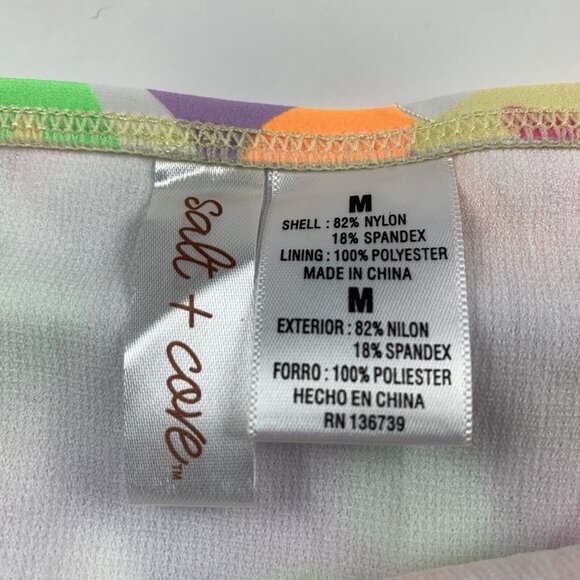 salt + cove™
M
SHELL : 82% NYLON
18% SPANDEX
LINING : 100% POLYESTER
MADE IN CHINA
M
EXTERIOR : 82% NILON
18% SPANDEX
FORRO : 100% POLIESTER
HECHO EN CHINA
RN 136739